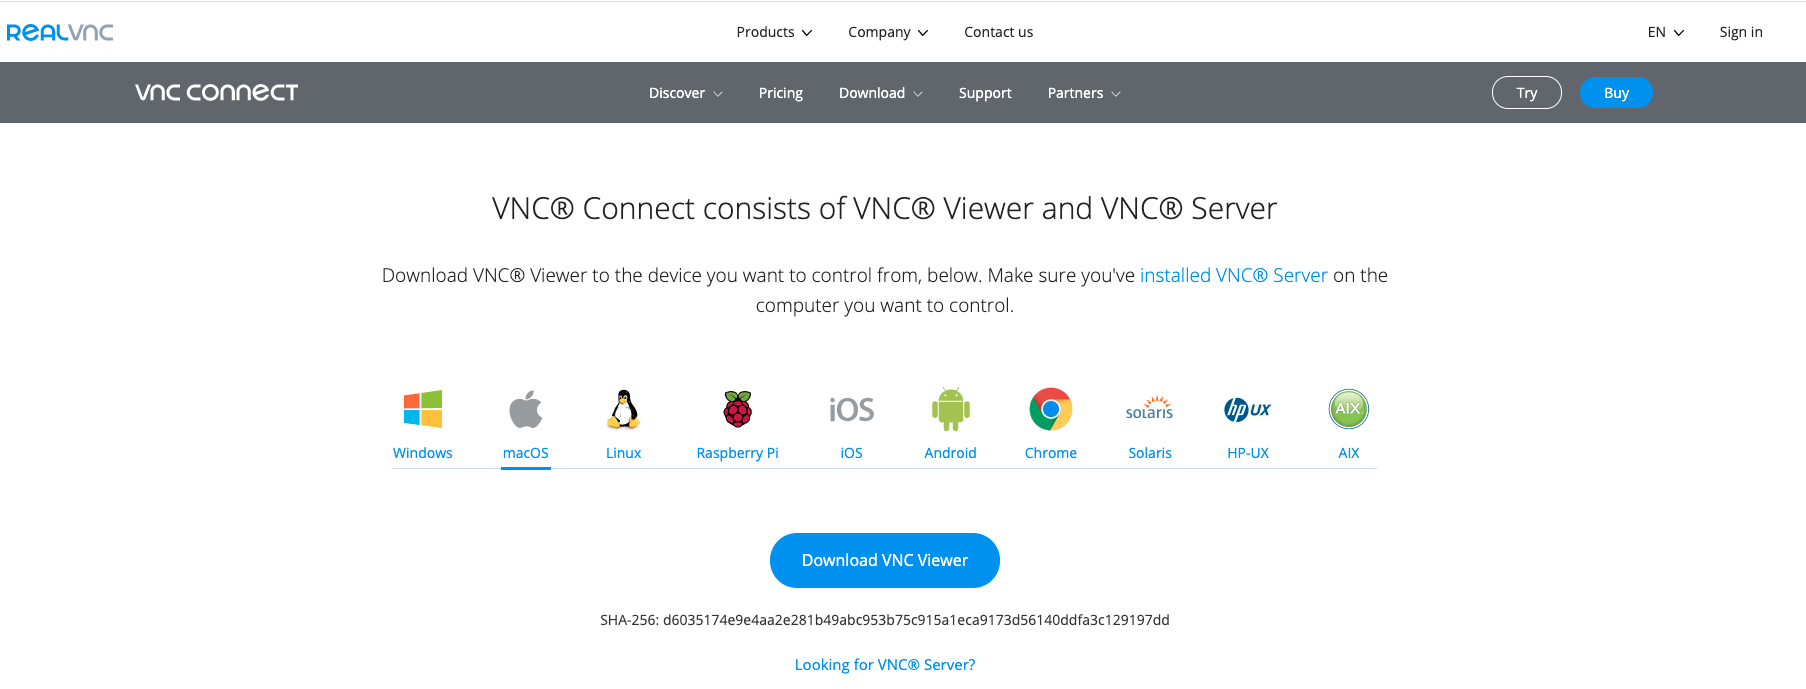 REALVNC
Products
Company
Contact us
EN
Sign in
vnc connect
Discover
Pricing
Download
Support
Partners
Try
Buy
VNC® Connect consists of VNC® Viewer and VNC® Server
Download VNC® Viewer to the device you want to control from, below. Make sure you've installed VNC® Server on the
computer you want to control.
iOS
solaris
hp UX
AIX
Windows
macOS
Linux
Raspberry Pi
iOS
Android
Chrome
Solaris
HP-UX
AIX
Download VNC Viewer
SHA-256: d6035174e9e4aa2e281b49abc953b75c915a1eca9173d56140ddfa3c129197dd
Looking for VNC® Server?